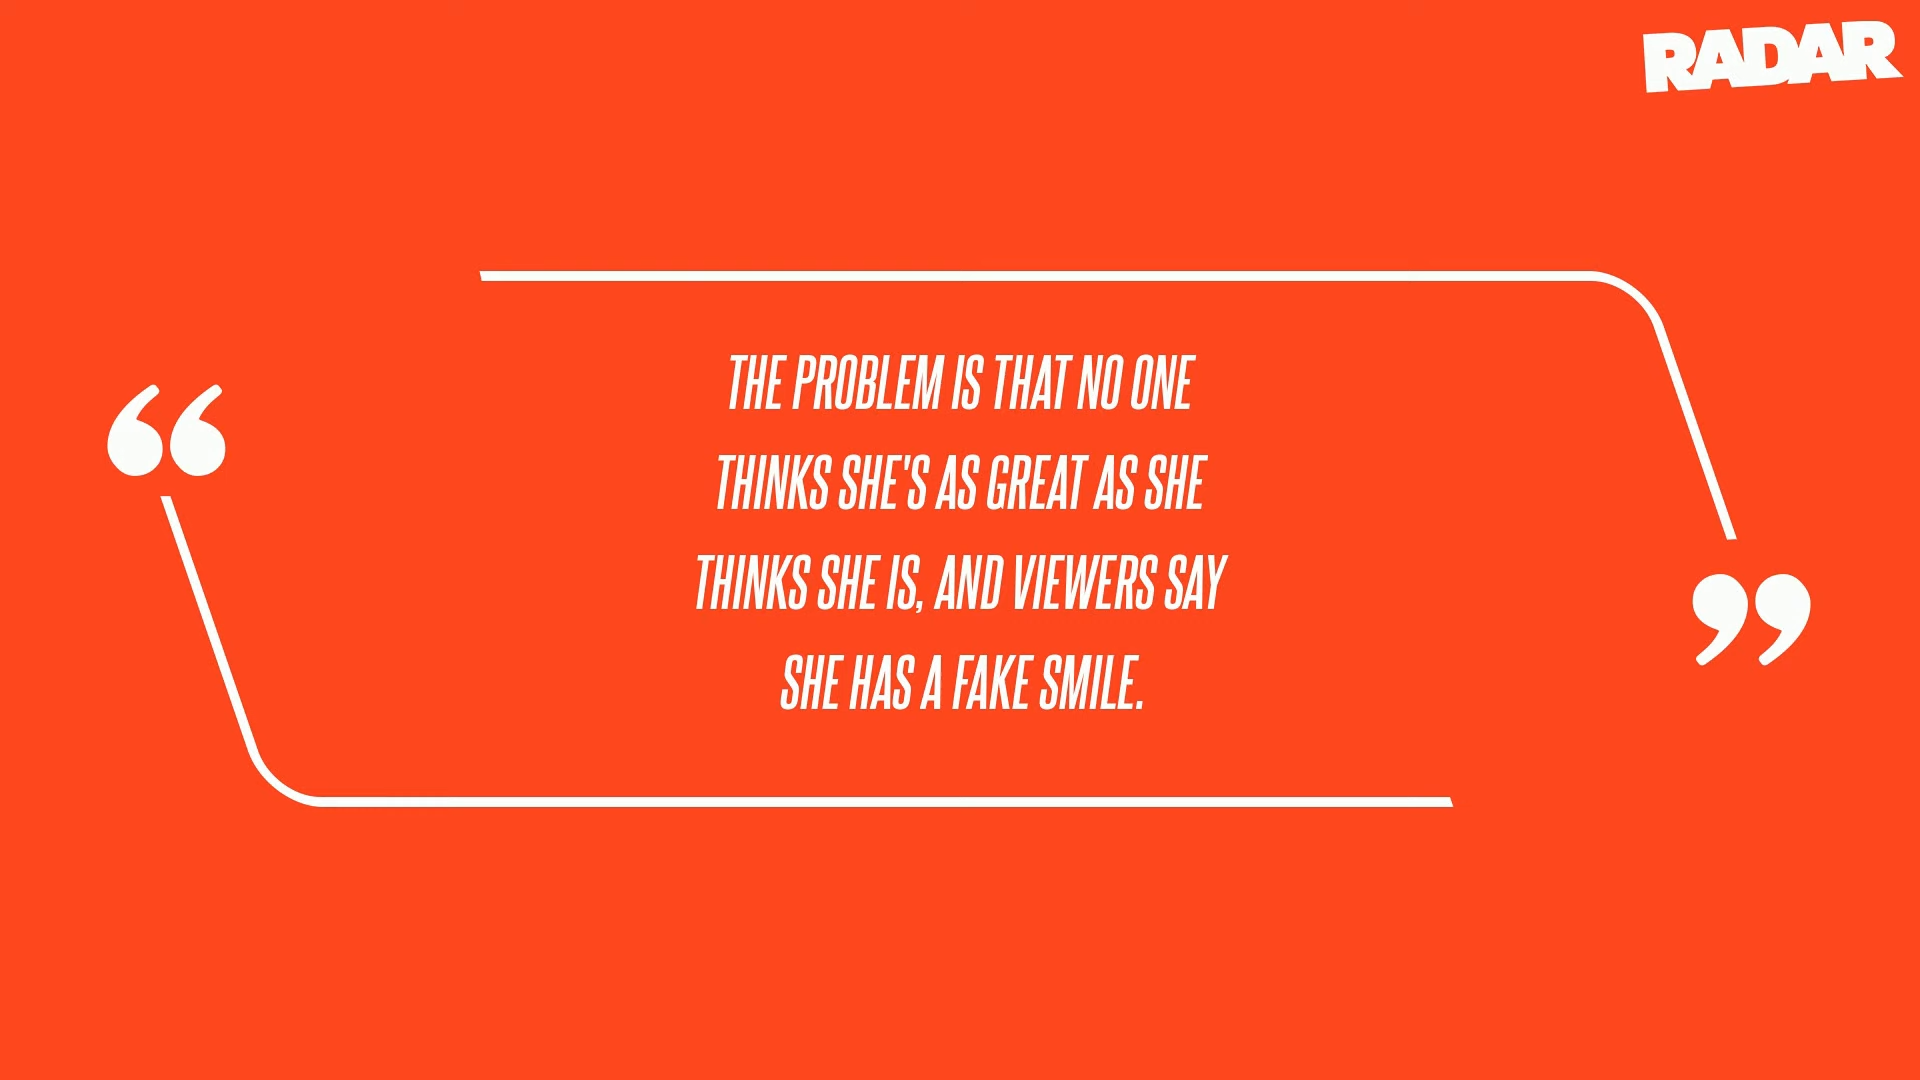 RADAR
THE PROBLEM IS THAT NO ONE
THINKS SHE'S AS GREAT AS SHE
THINKS SHE IS, AND VIEWERS SAY
SHE HAS A FAKE SMILE.